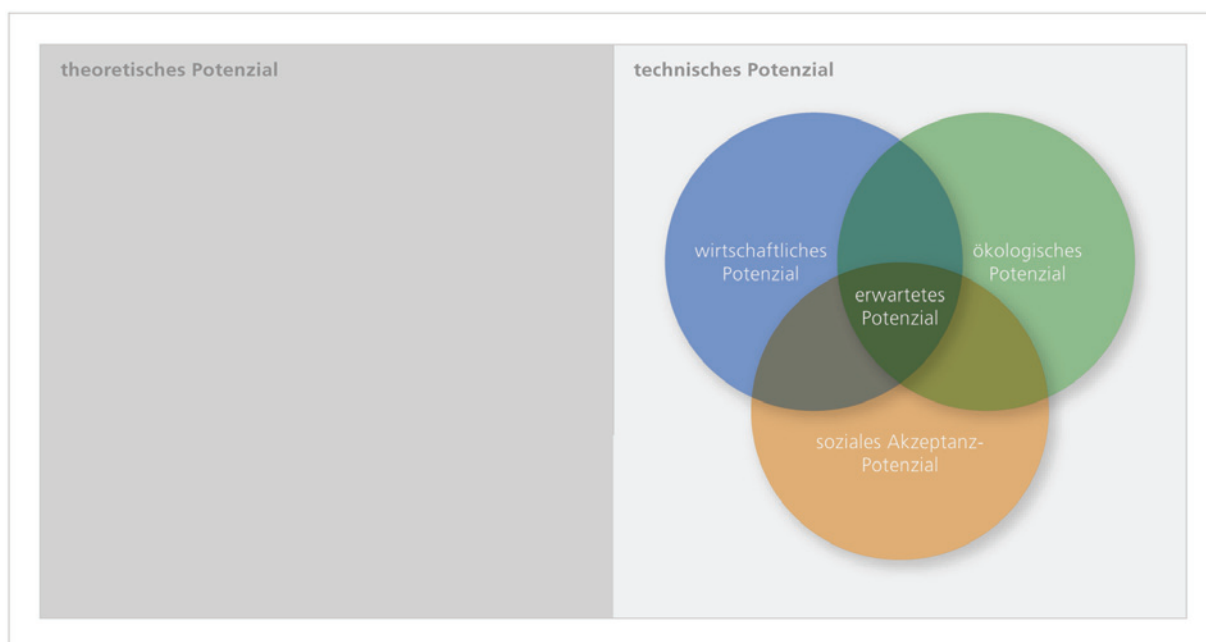 theoretisches Potenzial
technisches Potenzial
wirtschaftliches
Potenzial
ökologisches
Potenzial
erwartetes
Potenzial
soziales Akzeptanz-
Potenzial